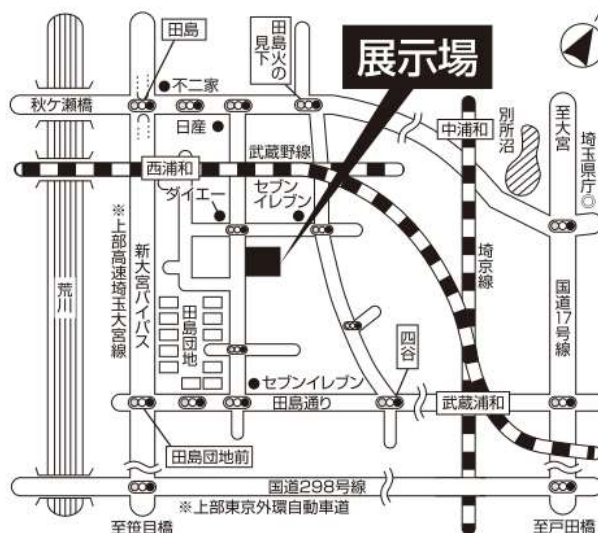 田島
田島火の
見下
展示場
不二家
秋ケ瀬橋
日産
中浦和
別所沼
至大宮
埼玉県庁◎
武蔵野線
西浦和
ダイエー
セブン
イレブン
※上部高速埼玉大宮線
新大宮バイパス
荒川
埼京線
国道17号線
田島団地
四谷
セブンイレブン
田島通り
武蔵浦和
田島団地前
国道298号線
※上部東京外環自動車道
至笹目橋
至戸田橋